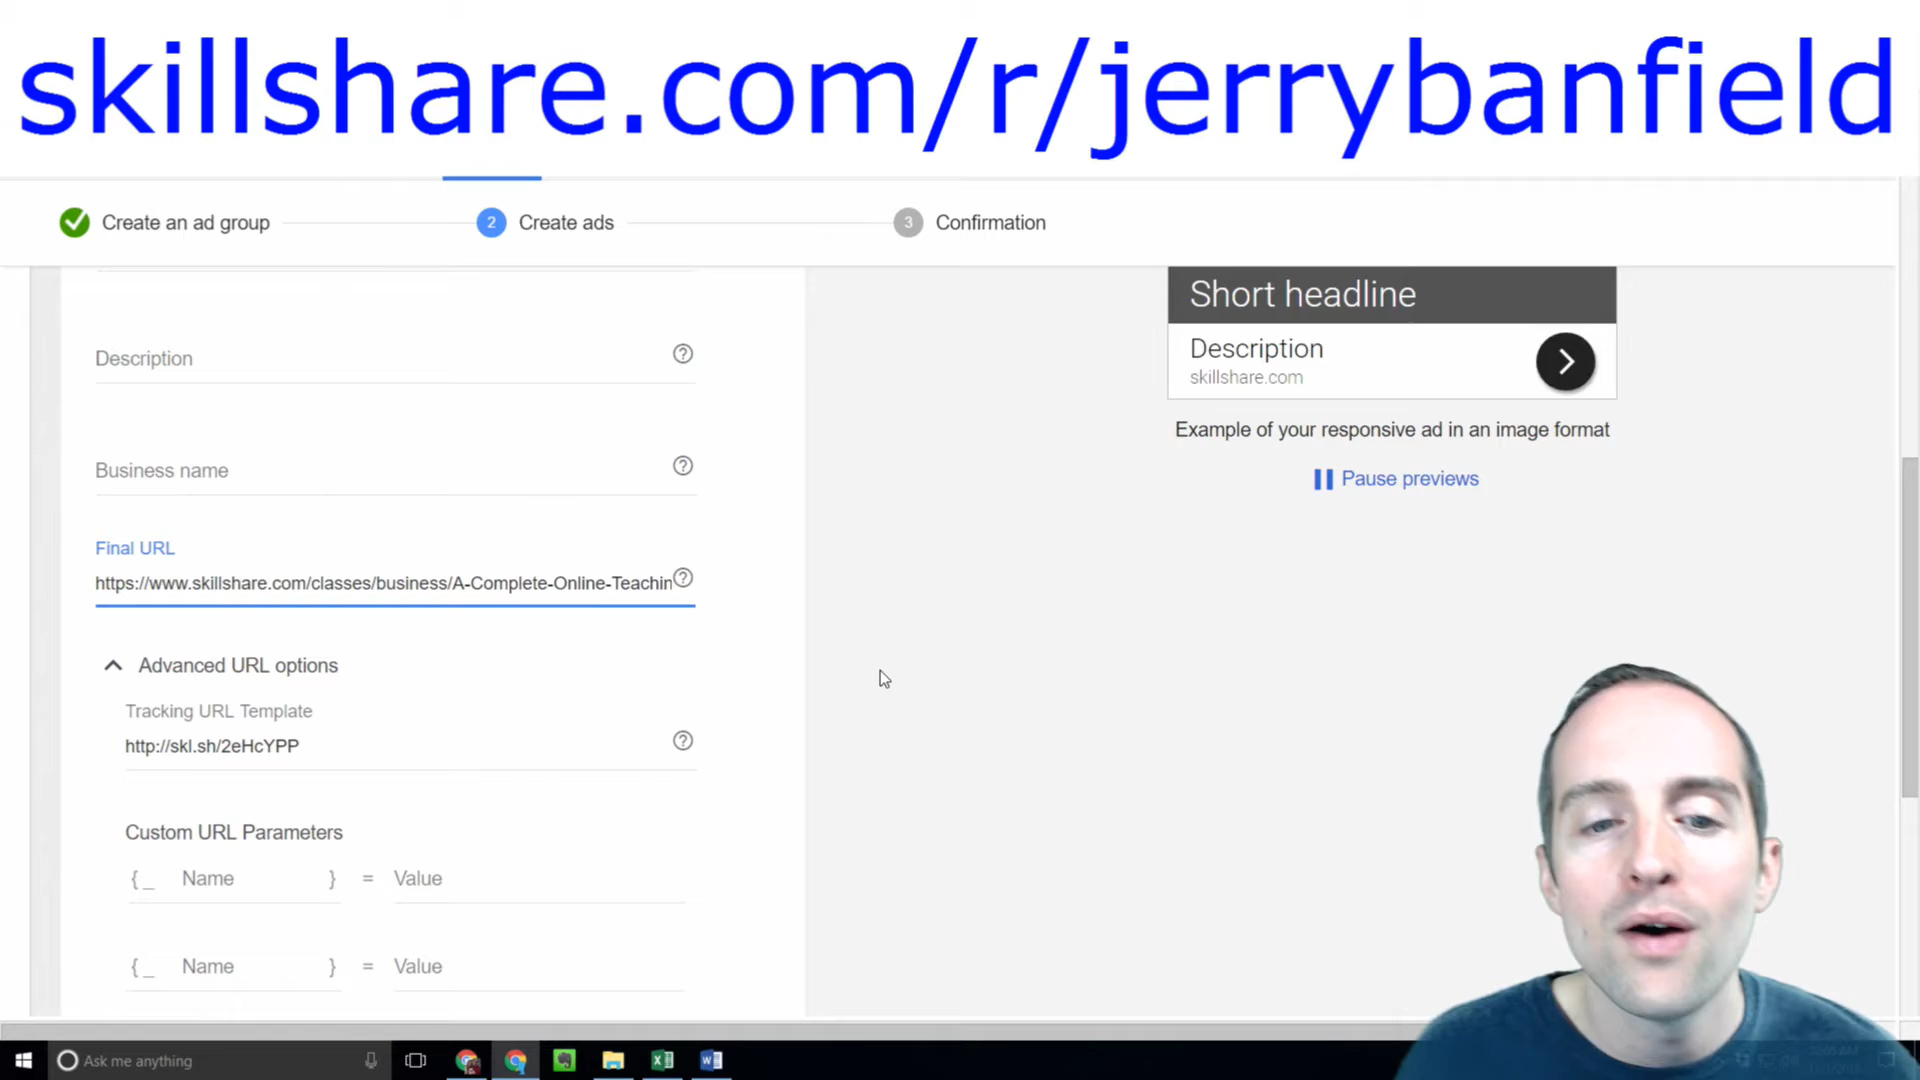 skillshare.com/r/jerrybanfield
Create an ad group
2
Create ads
3
Confirmation
Short headline
Description
skillshare.com
Example of your responsive ad in an image format
Pause previews
Description
?
Business name
?
Final URL
https://www.skillshare.com/classes/business/A-Complete-Online-Teachin
?
Advanced URL options
Tracking URL Template
http://skl.sh/2eHcYPP
?
Custom URL Parameters
{_ Name } = Value
{_ Name } = Value
Ask me anything